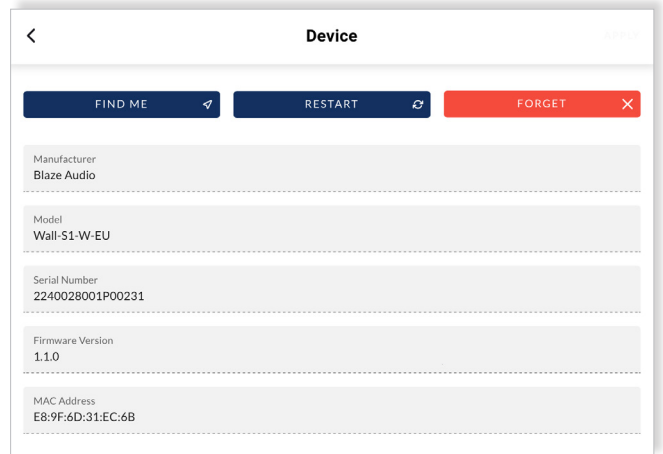 Device
FIND ME
RESTART
FORGET
Manufacturer
Blaze Audio
Model
Wall-S1-W-EU
Serial Number
2240028001P00231
Firmware Version
1.1.0
MAC Address
E8:9F:6D:31:EC:6B